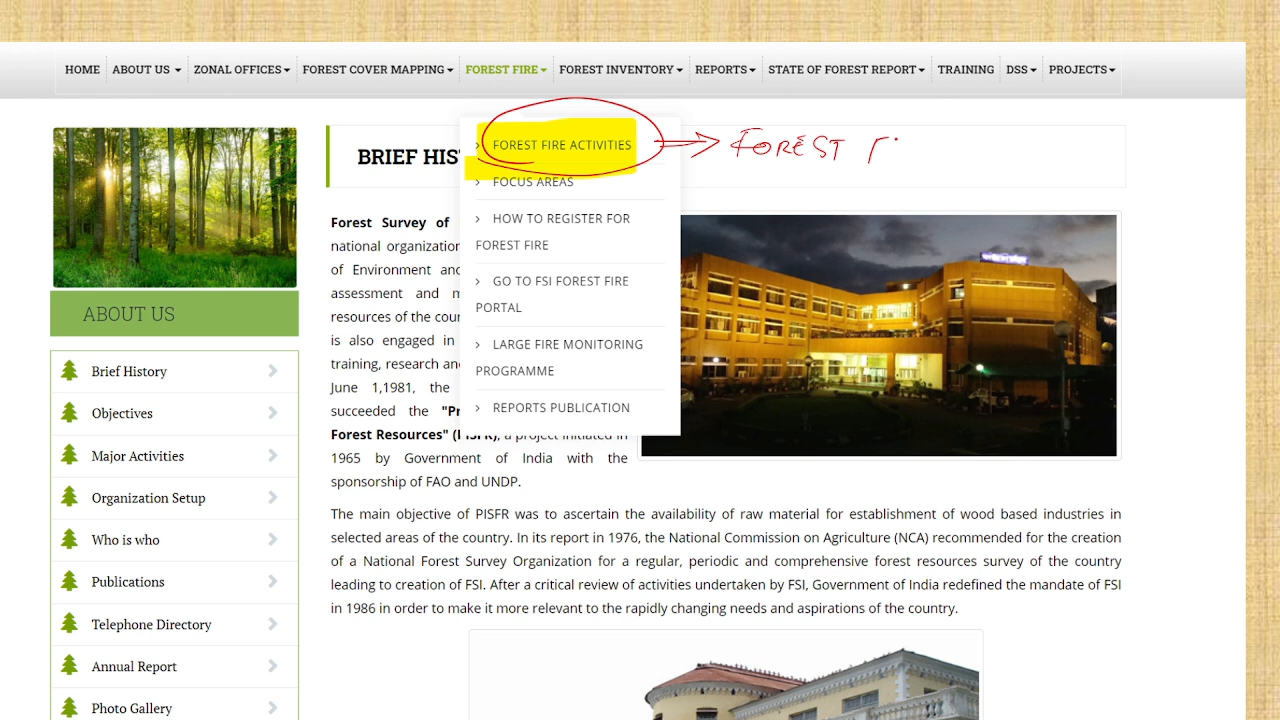 HOME ABOUT US ZONAL OFFICES FOREST COVER MAPPING FOREST FIRE FOREST INVENTORY REPORTS STATE OF FOREST REPORT TRAINING DSS PROJECTS
FOREST FIRE ACTIVITIES
FOCUS AREAS
HOW TO REGISTER FOR
FOREST FIRE
GO TO FSI FOREST FIRE
PORTAL
LARGE FIRE MONITORING
PROGRAMME
REPORTS PUBLICATION
FOREST
BRIEF HIS
ABOUT US
Brief History
Objectives
Major Activities
Organization Setup
Who is who
Publications
Telephone Directory
Annual Report
Photo Gallery
Forest Survey of
national organization
of Environment and
assessment and m
resources of the coun
is also engaged in
training, research and
June 1,1981, the
succeeded the "Pr
Forest Resources" (PISFR), a project initiated in
1965 by Government of India with the
sponsorship of FAO and UNDP.
The main objective of PISFR was to ascertain the availability of raw material for establishment of wood based industries in
selected areas of the country. In its report in 1976, the National Commission on Agriculture (NCA) recommended for the creation
of a National Forest Survey Organization for a regular, periodic and comprehensive forest resources survey of the country
leading to creation of FSI. After a critical review of activities undertaken by FSI, Government of India redefined the mandate of FSI
in 1986 in order to make it more relevant to the rapidly changing needs and aspirations of the country.